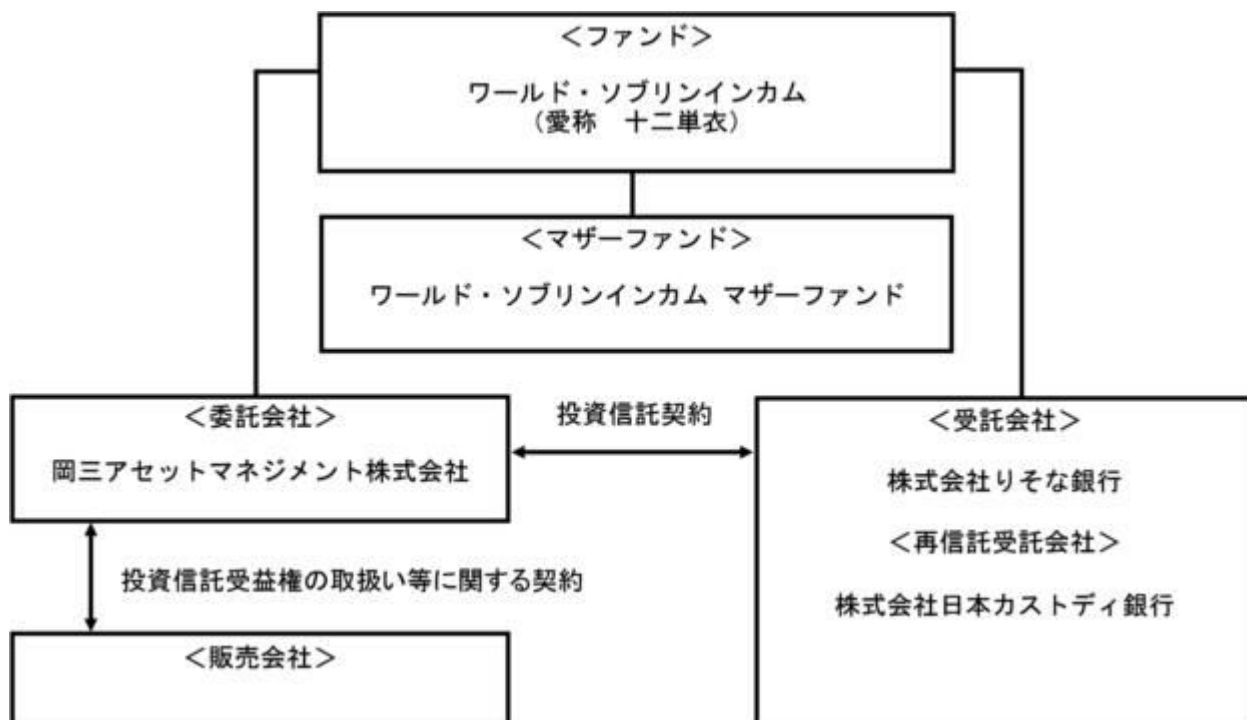 ＜ファンド＞
ワールド・ソブリンインカム
（愛称　十二単衣）
＜マザーファンド＞
ワールド・ソブリンインカム マザーファンド
＜委託会社＞
岡三アセットマネジメント株式会社
投資信託契約
＜受託会社＞
株式会社りそな銀行
＜再信託受託会社＞
株式会社日本カストディ銀行
投資信託受益権の取扱い等に関する契約
＜販売会社＞